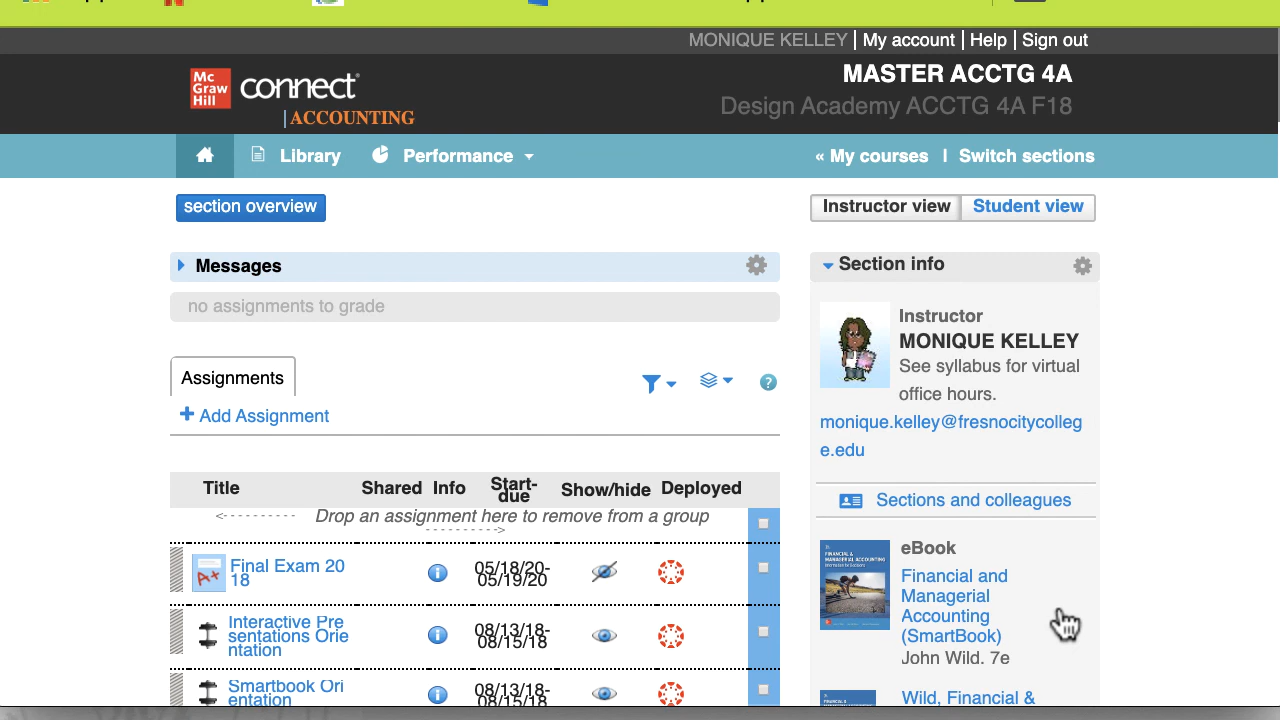 MONIQUE KELLEY | My account | Help | Sign out
Mc
Graw
Hill
connect®
| ACCOUNTING
MASTER ACCTG 4A
Design Academy ACCTG 4A F18
Library
Performance
« My courses | Switch sections
section overview
Instructor view
Student view
Messages
no assignments to grade
Assignments
+ Add Assignment
Title
Shared
Info
Start-
due
Show/hide
Deployed
<---------- Drop an assignment here to remove from a group
---------->
Final Exam 20
18
05/18/20-
05/19/20
Interactive Pre
sentations Orie
ntation
08/13/18-
08/15/18
Smartbook Ori
entation
08/13/18-
08/15/18
Section info
Instructor
MONIQUE KELLEY
See syllabus for virtual
office hours.
monique.kelley@fresnocitycolleg
e.edu
Sections and colleagues
eBook
Financial and
Managerial
Accounting
(SmartBook)
John Wild. 7e
Wild, Financial &